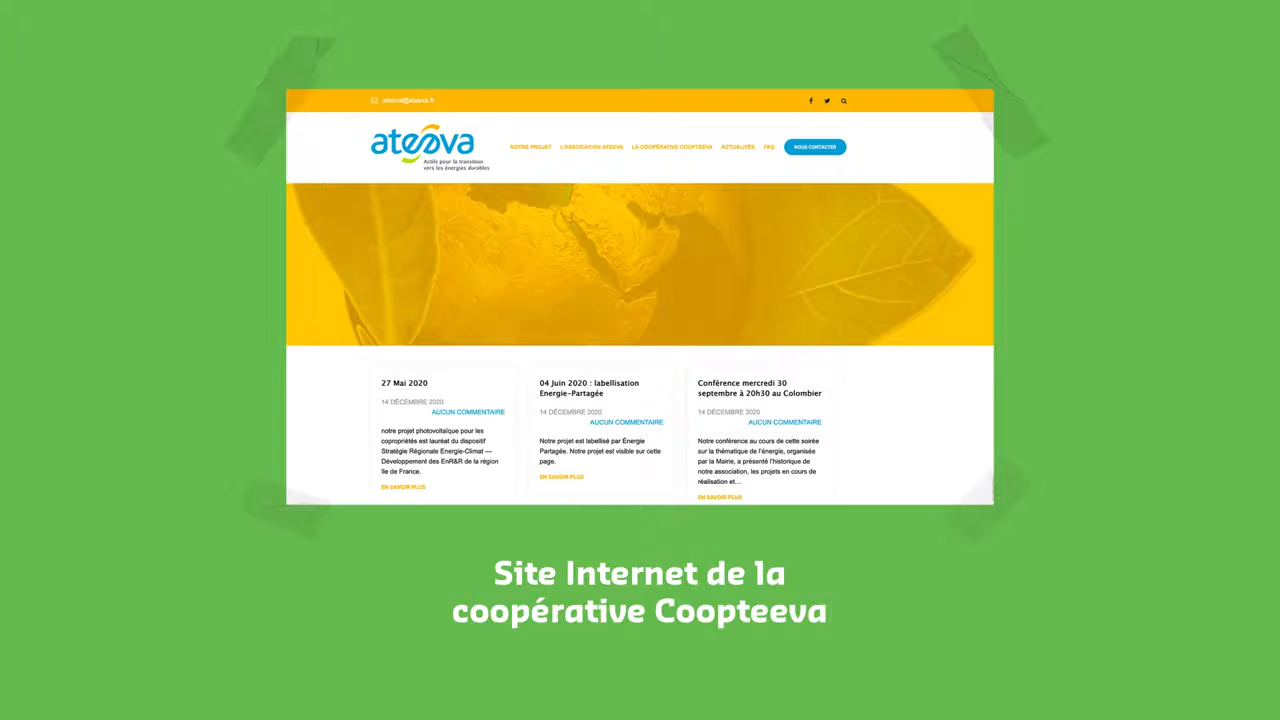 ateeva@ateeva.fr
ateeva
Actifs pour la transition
vers les énergies durables
NOTRE PROJET L'ASSOCIATION ATEEVA LA COOPÉRATIVE COOPTEEVA ACTUALITÉS FAQ NOUS CONTACTER
27 Mai 2020
14 DÉCEMBRE 2020
AUCUN COMMENTAIRE
notre projet photovoltaïque pour les
copropriétés est lauréat du dispositif
Stratégie Régionale Energie-Climat —
Développement des EnR&R de la région
Ile de France.
EN SAVOIR PLUS
04 Juin 2020 : labellisation
Energie-Partagée
14 DÉCEMBRE 2020
AUCUN COMMENTAIRE
Notre projet est labellisé par Énergie
Partagée. Notre projet est visible sur cette
page.
EN SAVOIR PLUS
Conférence mercredi 30
septembre à 20h30 au Colombier
14 DÉCEMBRE 2020
AUCUN COMMENTAIRE
Notre conférence au cours de cette soirée
sur la thématique de l'énergie, organisée
par la Mairie, a présenté l'historique de
notre association, les projets en cours de
réalisation et...
EN SAVOIR PLUS
Site Internet de la
coopérative Coopteeva